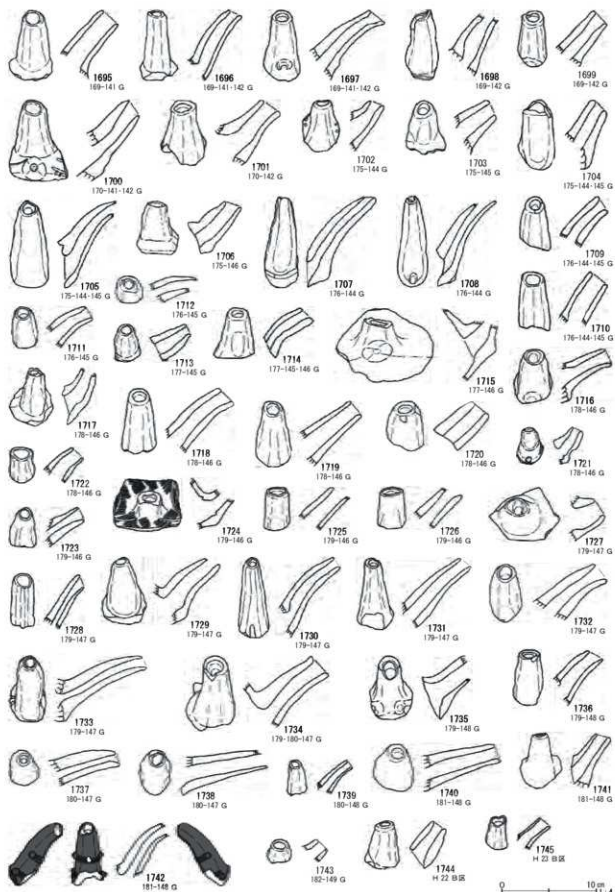 1695
169-141 G
1696
169-141-142 G
1697
169-141-142 G
1698
169-142 G
1699
169-142 G
1700
170-141-142 G
1701
170-142 G
1702
175-144 G
1703
175-145 G
1704
175-144-145 G
1705
175-144-145 G
1706
175-146 G
1707
176-144 G
1708
176-144 G
1709
176-144-145 G
1712
176-145 G
1710
176-144-145 G
1711
176-145 G
1713
177-145 G
1714
177-145-146 G
1715
177-146 G
1716
178-146 G
1717
178-146 G
1718
178-146 G
1719
178-146 G
1720
178-146 G
1721
178-146 G
1722
178-146 G
1723
179-146 G
1724
179-146 G
1725
179-146 G
1726
179-146 G
1727
179-147 G
1728
179-147 G
1729
179-147 G
1730
179-147 G
1731
179-147 G
1732
179-147 G
1733
179-147 G
1734
179-180-147 G
1735
179-148 G
1736
179-148 G
1737
180-147 G
1738
180-147 G
1739
180-148 G
1740
181-148 G
1741
181-148 G
1742
181-148 G
1743
182-149 G
1744
H 22 B区
1745
H 23 B区
0 10 cm